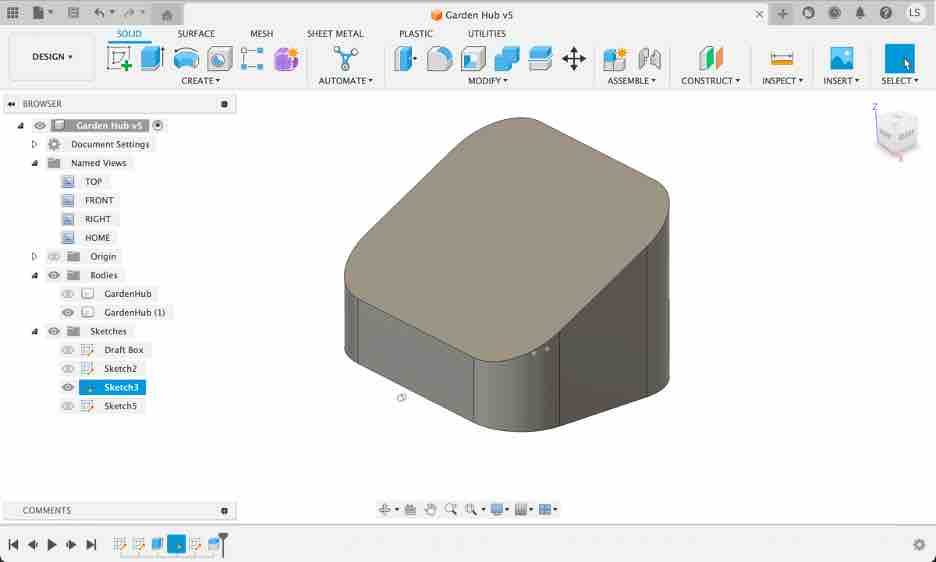 Garden Hub v5
LS
DESIGN
SOLID SURFACE MESH SHEET METAL PLASTIC UTILITIES
CREATE AUTOMATE MODIFY ASSEMBLE CONSTRUCT INSPECT INSERT SELECT
BROWSER
Garden Hub v5
Document Settings
Named Views
TOP
FRONT
RIGHT
HOME
Origin
Bodies
GardenHub
GardenHub (1)
Sketches
Draft Box
Sketch2
Sketch3
Sketch5
Z
COMMENTS